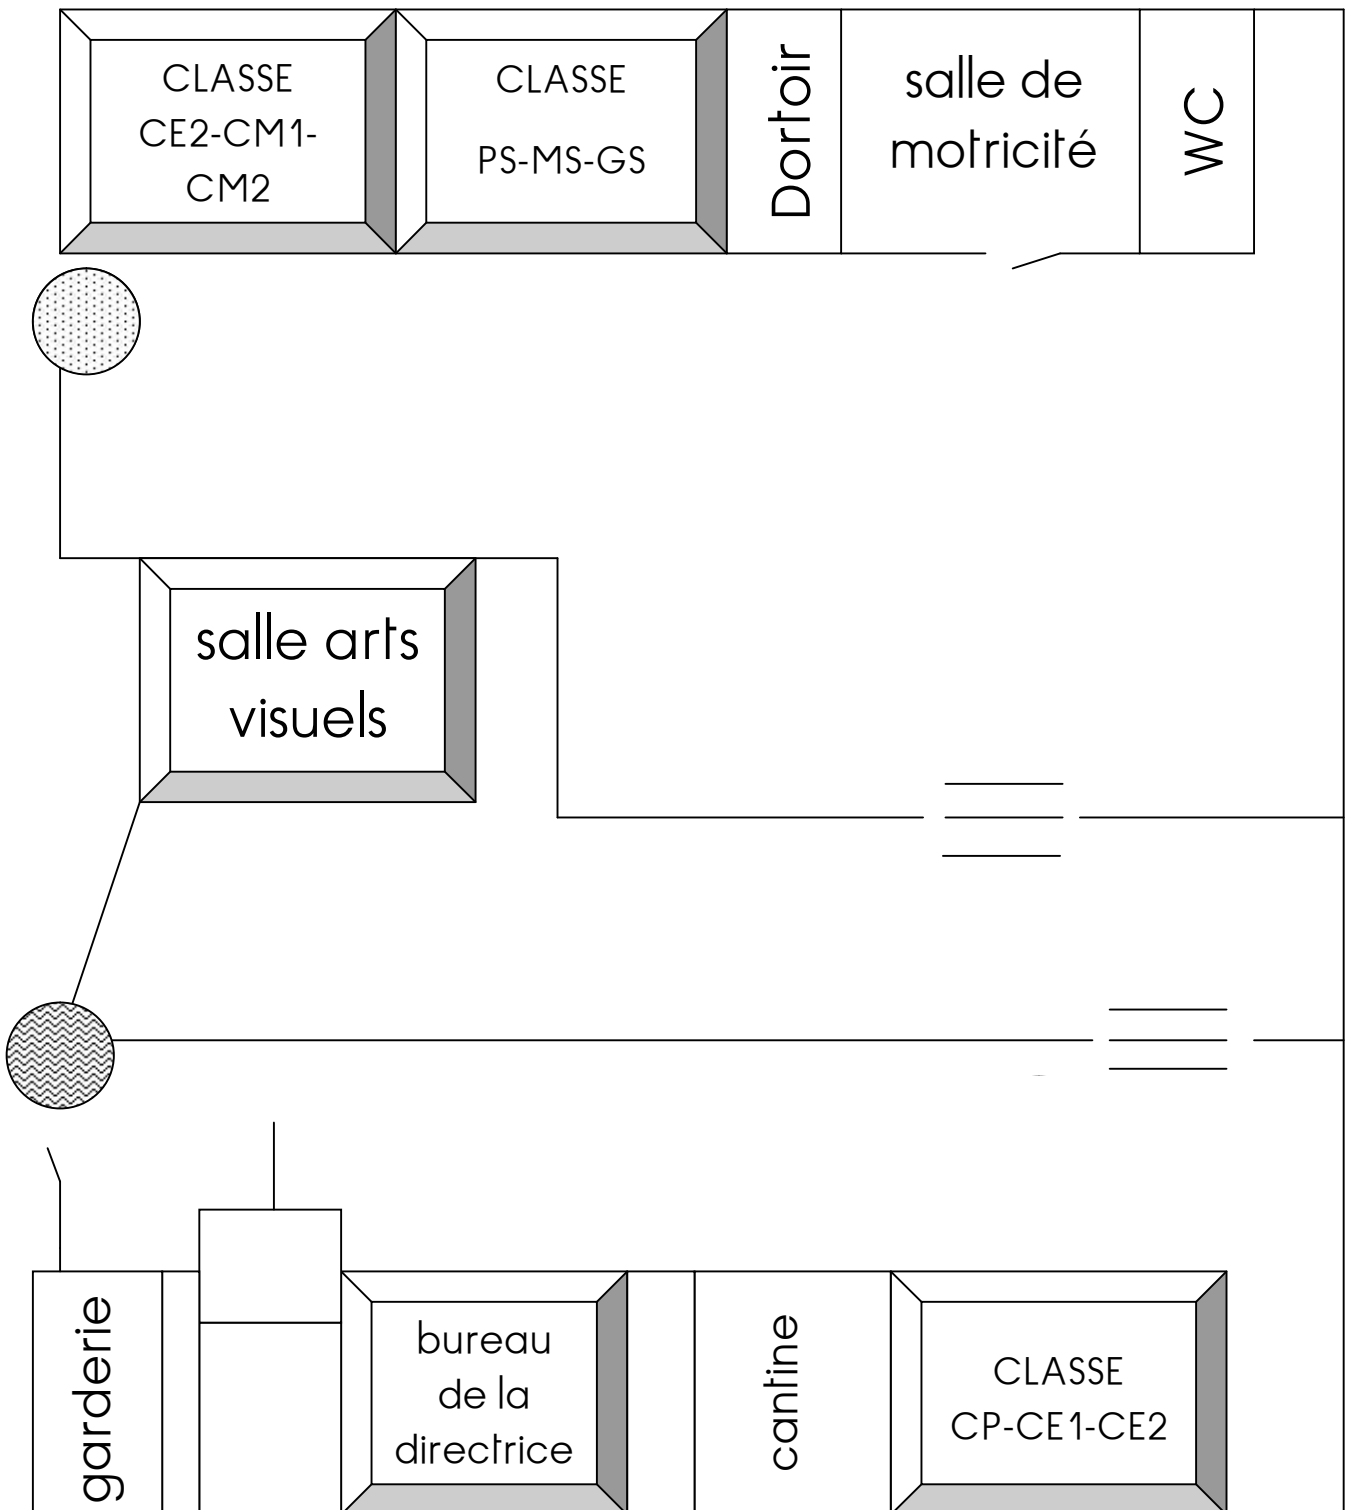 CLASSE
CE2-CM1-
CM2
CLASSE
PS-MS-GS
Dortoir
salle de
motricité
WC
salle arts
visuels
garderie
bureau
de la
directrice
cantine
CLASSE
CP-CE1-CE2